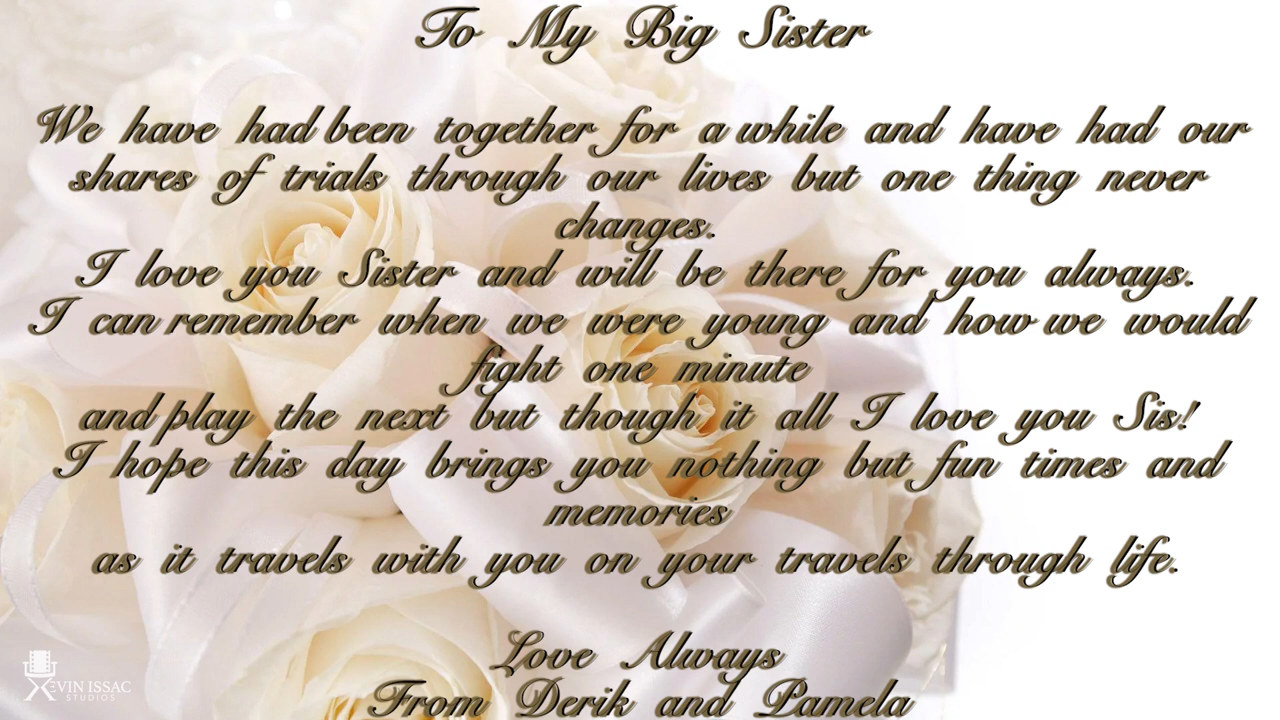 To My Big Sister
We have had been together for a while and have had our
shares of trials through our lives but one thing never
changes.
I love you Sister and will be there for you always.
I can remember when we were young and how we would
fight one minute
and play the next but though it all I love you Sis!
I hope this day brings you nothing but fun times and
memories
as it travels with you on your travels through life.
Love Always
From Derik and Pamela
XEVIN ISSAC
STUDIOS